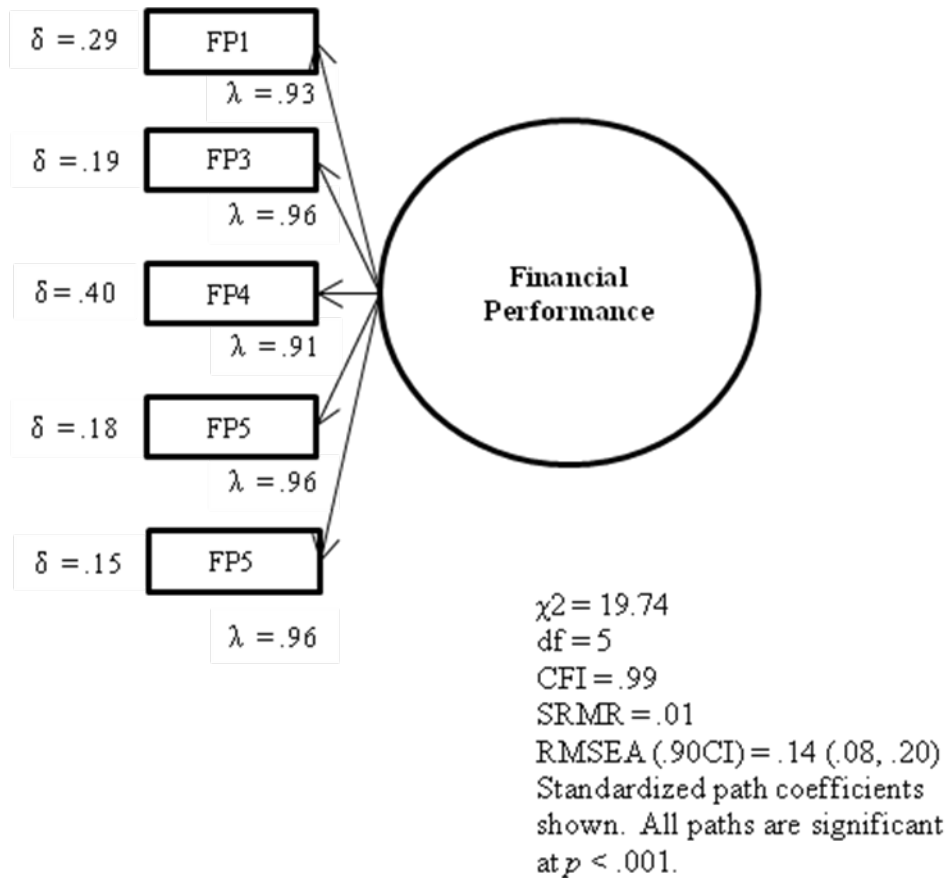 δ = .29
FP1
λ = .93
δ = .19
FP3
λ = .96
δ = .40
FP4
λ = .91
δ = .18
FP5
λ = .96
δ = .15
FP5
λ = .96
Financial
Performance
χ2 = 19.74
df = 5
CFI = .99
SRMR = .01
RMSEA (.90CI) = .14 (.08, .20)
Standardized path coefficients
shown. All paths are significant
at p < .001.